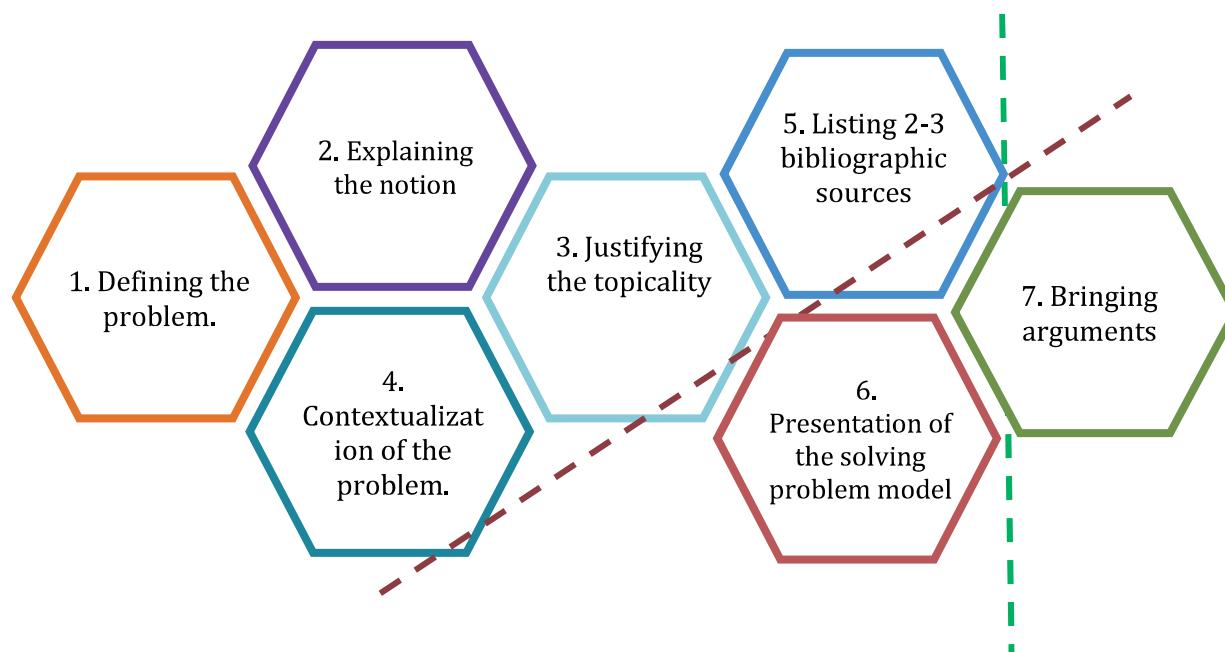 1. Defining the
problem.
2. Explaining
the notion
3. Justifying
the topicality
4.
Contextualizat
ion of the
problem.
5. Listing 2-3
bibliographic
sources
6.
Presentation of
the solving
problem model
7. Bringing
arguments